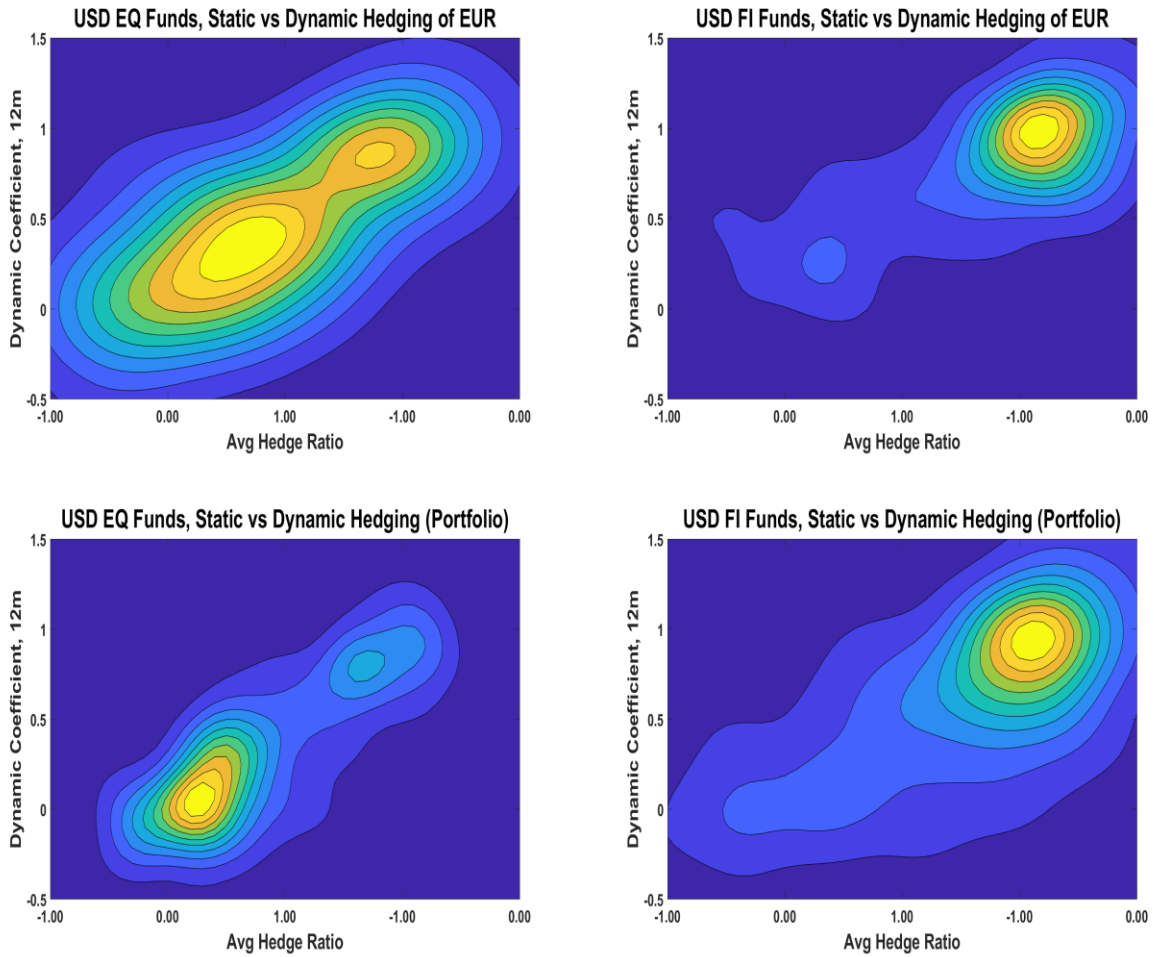 USD EQ Funds, Static vs Dynamic Hedging of EUR
Dynamic Coefficient, 12m
1.5
1
0.5
0
-0.5
-1.00 0.00 1.00 -1.00 0.00
Avg Hedge Ratio
USD FI Funds, Static vs Dynamic Hedging of EUR
Dynamic Coefficient, 12m
1.5
1
0.5
0
-0.5
-1.00 0.00 1.00 -1.00 0.00
Avg Hedge Ratio
USD EQ Funds, Static vs Dynamic Hedging (Portfolio)
Dynamic Coefficient, 12m
1.5
1
0.5
0
-0.5
-1.00 0.00 1.00 -1.00 0.00
Avg Hedge Ratio
USD FI Funds, Static vs Dynamic Hedging (Portfolio)
Dynamic Coefficient, 12m
1.5
1
0.5
0
-0.5
-1.00 0.00 1.00 -1.00 0.00
Avg Hedge Ratio